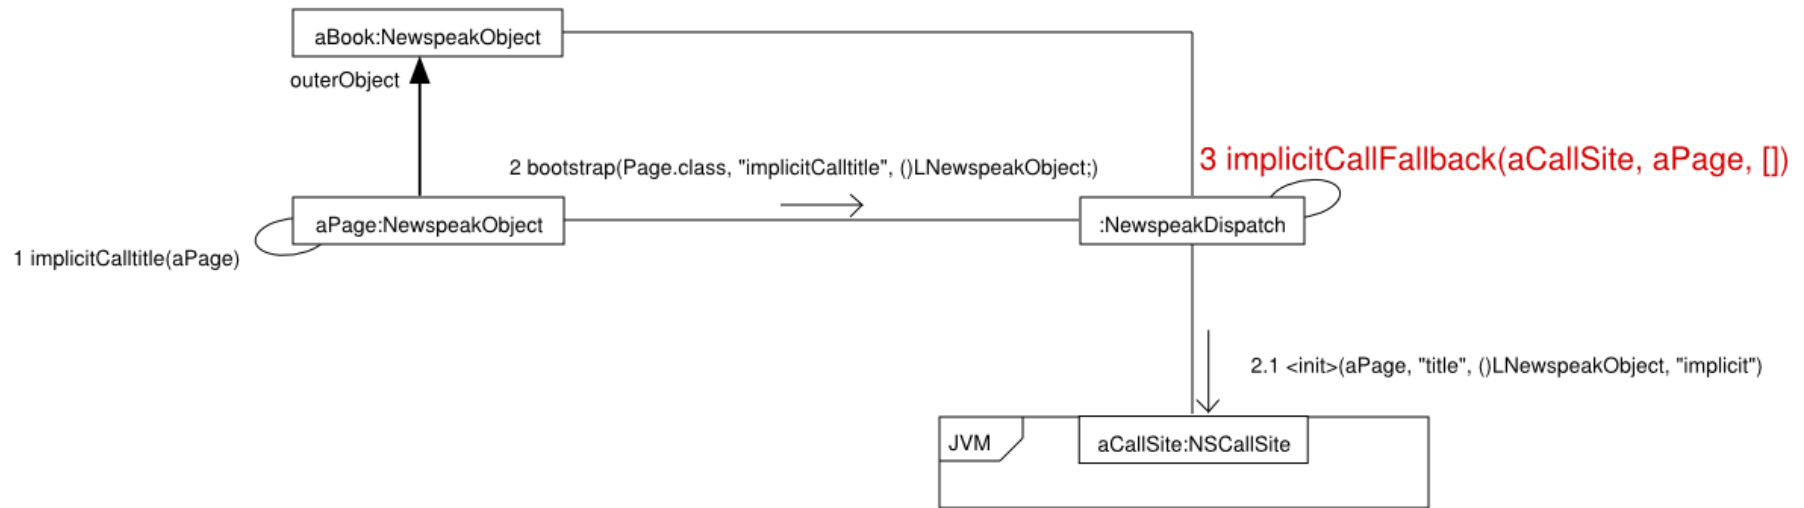 aBook:NewspeakObject
outerObject
2 bootstrap(Page.class, "implicitCalltitle", ()LNewspeakObject;)
3 implicitCallFallback(aCallSite, aPage, [])
aPage:NewspeakObject
:NewspeakDispatch
1 implicitCalltitle(aPage)
2.1 <init>(aPage, "title", ()LNewspeakObject, "implicit")
JVM
aCallSite:NSCallSite